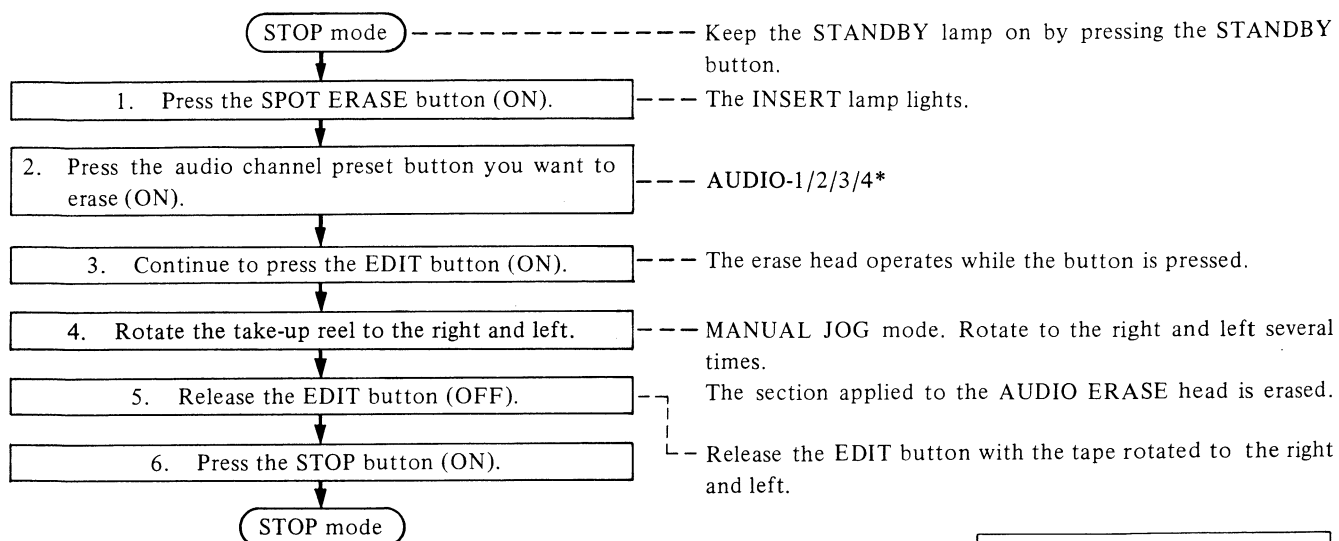 STOP mode
Keep the STANDBY lamp on by pressing the STANDBY
button.
1. Press the SPOT ERASE button (ON).
The INSERT lamp lights.
2. Press the audio channel preset button you want to
erase (ON).
AUDIO-1/2/3/4*
3. Continue to press the EDIT button (ON).
The erase head operates while the button is pressed.
4. Rotate the take-up reel to the right and left.
MANUAL JOG mode. Rotate to the right and left several
times.
The section applied to the AUDIO ERASE head is erased.
5. Release the EDIT button (OFF).
Release the EDIT button with the tape rotated to the right
and left.
6. Press the STOP button (ON).
STOP mode